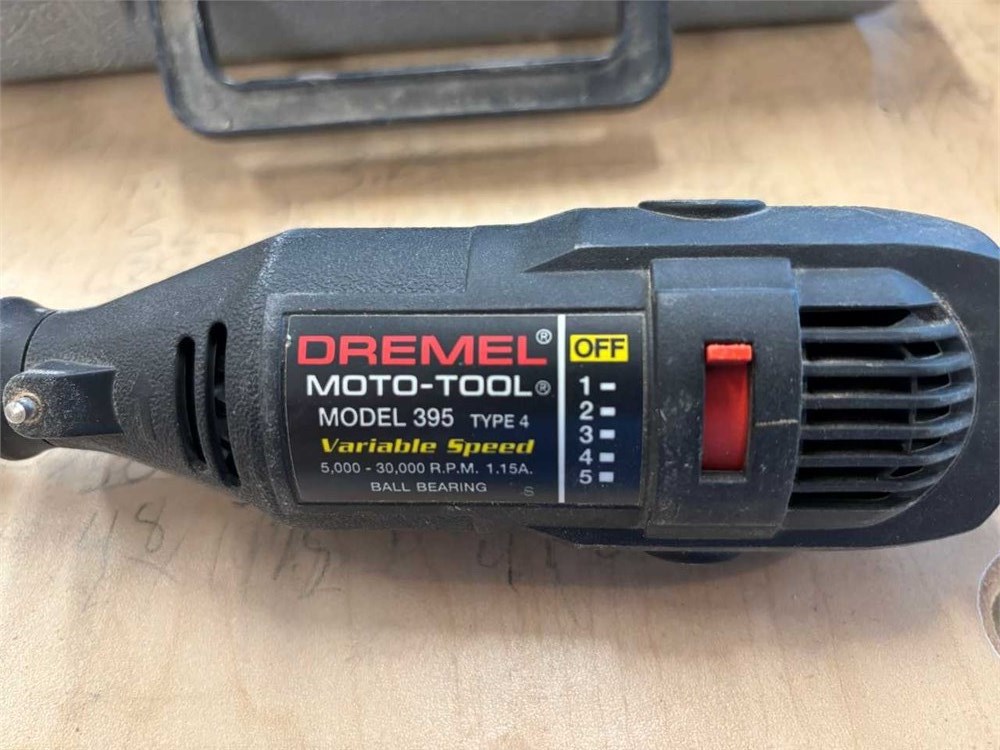 DREMEL®
MOTO-TOOL®
MODEL 395 TYPE 4
Variable Speed
5,000 - 30,000 R.P.M. 1.15A.
BALL BEARING S
OFF
1
2
3
4
5
48